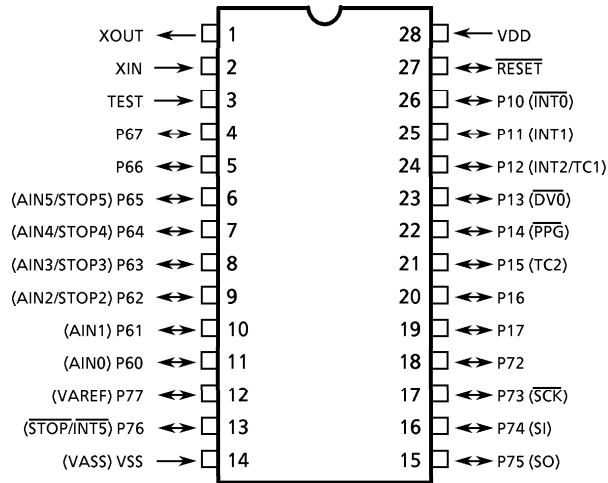 XOUT 1 28 VDD
XIN 2 27 RESET
TEST 3 26 P10 (INT0)
P67 4 25 P11 (INT1)
P66 5 24 P12 (INT2/TC1)
(AIN5/STOP5) P65 6 23 P13 (DV0)
(AIN4/STOP4) P64 7 22 P14 (PPG)
(AIN3/STOP3) P63 8 21 P15 (TC2)
(AIN2/STOP2) P62 9 20 P16
(AIN1) P61 10 19 P17
(AIN0) P60 11 18 P72
(VAREF) P77 12 17 P73 (SCK)
(STOP/INT5) P76 13 16 P74 (SI)
(VASS) VSS 14 15 P75 (SO)